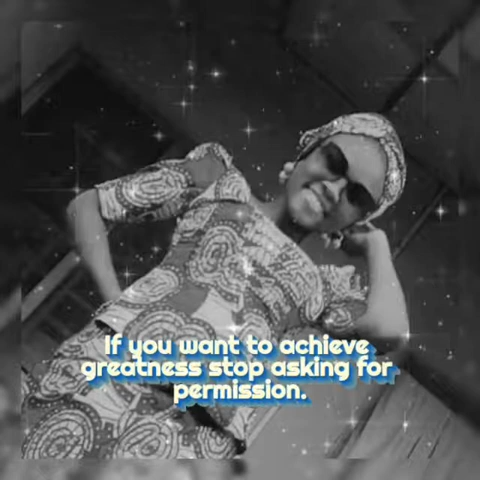 If you want to achieve
greatness stop asking for
permission.